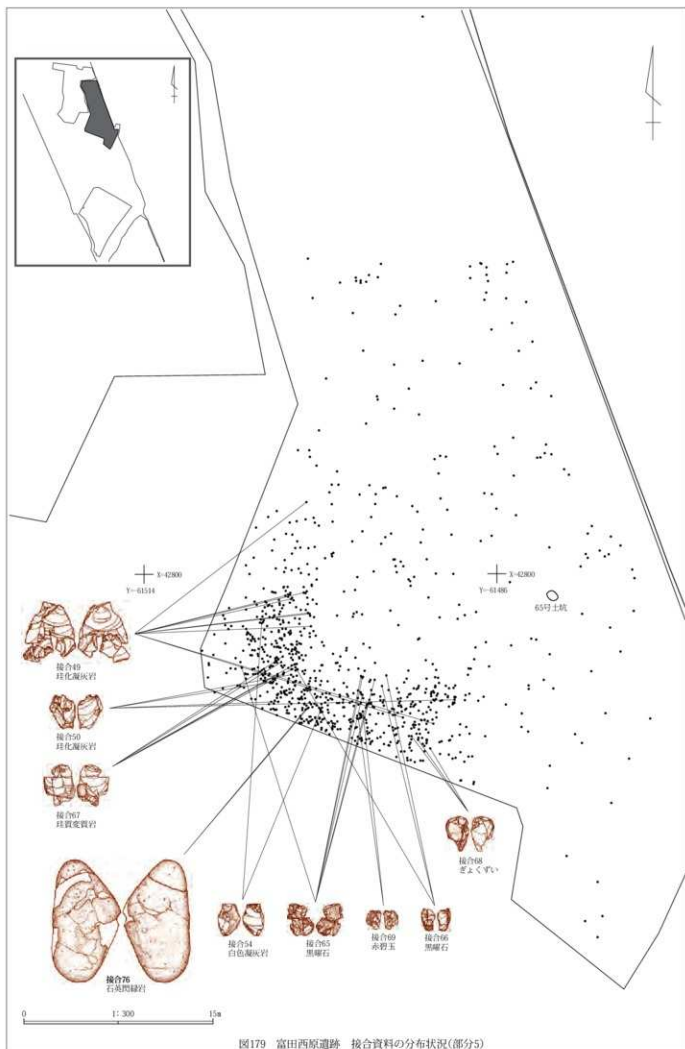 X=42800
Y=-61514
X=42800
Y=-61486
65号土坑
接合49
珪化凝灰岩
接合50
珪化凝灰岩
接合67
珪質変質岩
接合68
ぎょくずい
接合76
石英閃緑岩
接合54
白色凝灰岩
接合65
黒曜石
接合69
赤碧玉
接合66
黒曜石
0 1:300 15m
図179 富田西原遺跡 接合資料の分布状況(部分5)